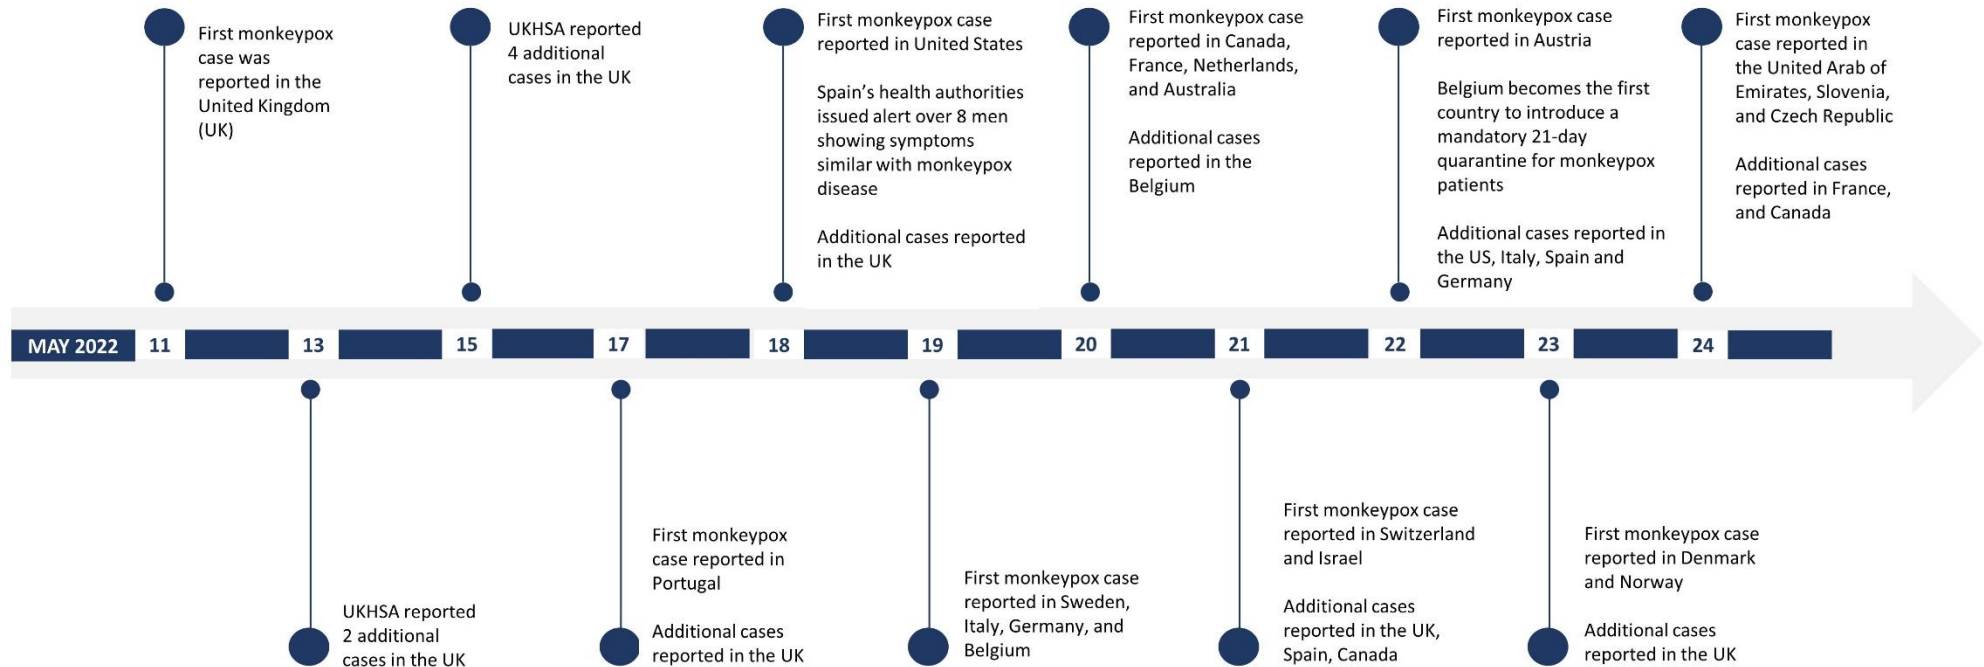 First monkeypox
case was
reported in the
United Kingdom
(UK)
UKHSA reported
4 additional
cases in the UK
First monkeypox case
reported in United States
Spain’s health authorities
issued alert over 8 men
showing symptoms
similar with monkeypox
disease
Additional cases reported
in the UK
First monkeypox case
reported in Canada,
France, Netherlands,
and Australia
Additional cases
reported in the
Belgium
First monkeypox case
reported in Austria
Belgium becomes the first
country to introduce a
mandatory 21-day
quarantine for monkeypox
patients
Additional cases reported in
the US, Italy, Spain and
Germany
First monkeypox
case reported in
the United Arab of
Emirates, Slovenia,
and Czech Republic
Additional cases
reported in France,
and Canada
MAY 2022 11 13 15 17 18 19 20 21 22 23 24
UKHSA reported
2 additional
cases in the UK
First monkeypox
case reported in
Portugal
Additional cases
reported in the UK
First monkeypox case
reported in Sweden,
Italy, Germany, and
Belgium
First monkeypox case
reported in Switzerland
and Israel
Additional cases
reported in the UK,
Spain, Canada
First monkeypox case
reported in Denmark
and Norway
Additional cases
reported in the UK